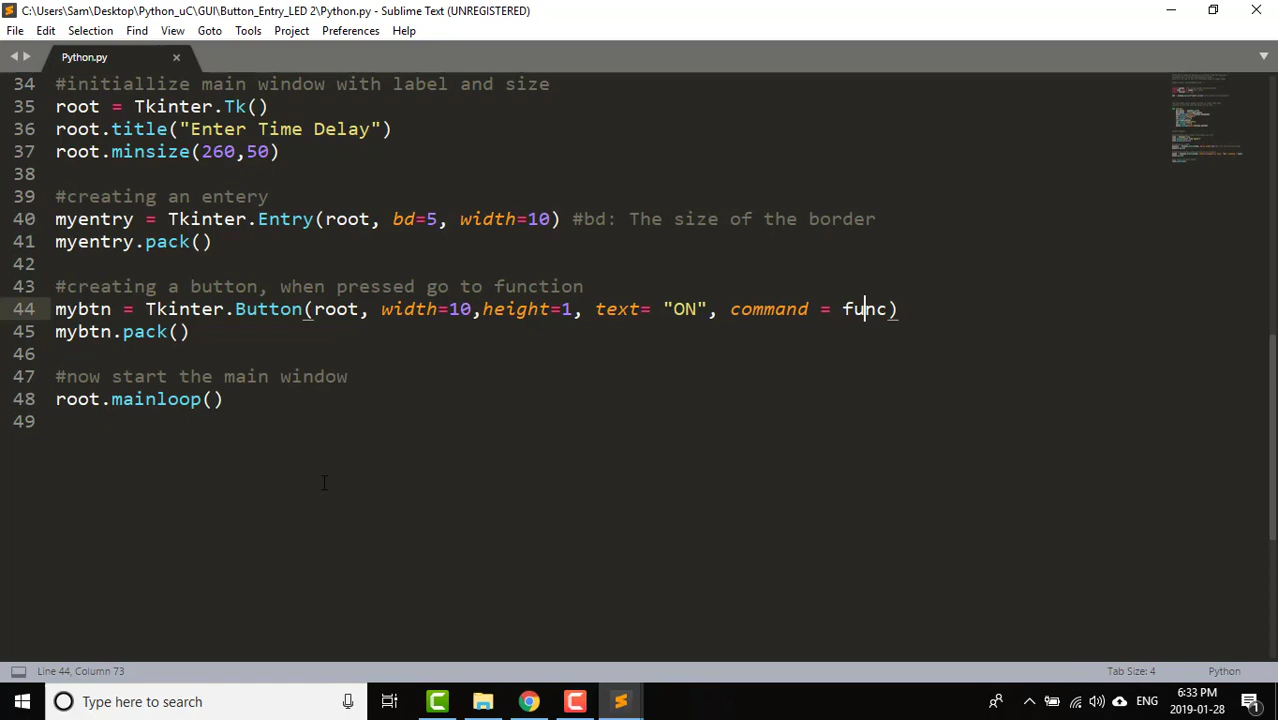 C:\Users\Sam\Desktop\Python_uC\GUI\Button_Entry_LED 2\Python.py - Sublime Text (UNREGISTERED)
File Edit Selection Find View Goto Tools Project Preferences Help
Python.py
34 #initiallize main window with label and size
35 root = Tkinter.Tk()
36 root.title("Enter Time Delay")
37 root.minsize(260,50)
38
39 #creating an entery
40 myentry = Tkinter.Entry(root, bd=5, width=10) #bd: The size of the border
41 myentry.pack()
42
43 #creating a button, when pressed go to function
44 mybtn = Tkinter.Button(root, width=10,height=1, text= "ON", command = func)
45 mybtn.pack()
46
47 #now start the main window
48 root.mainloop()
49
Line 44, Column 73
Tab Size: 4
Python
Type here to search
ENG
6:33 PM
2019-01-28
1